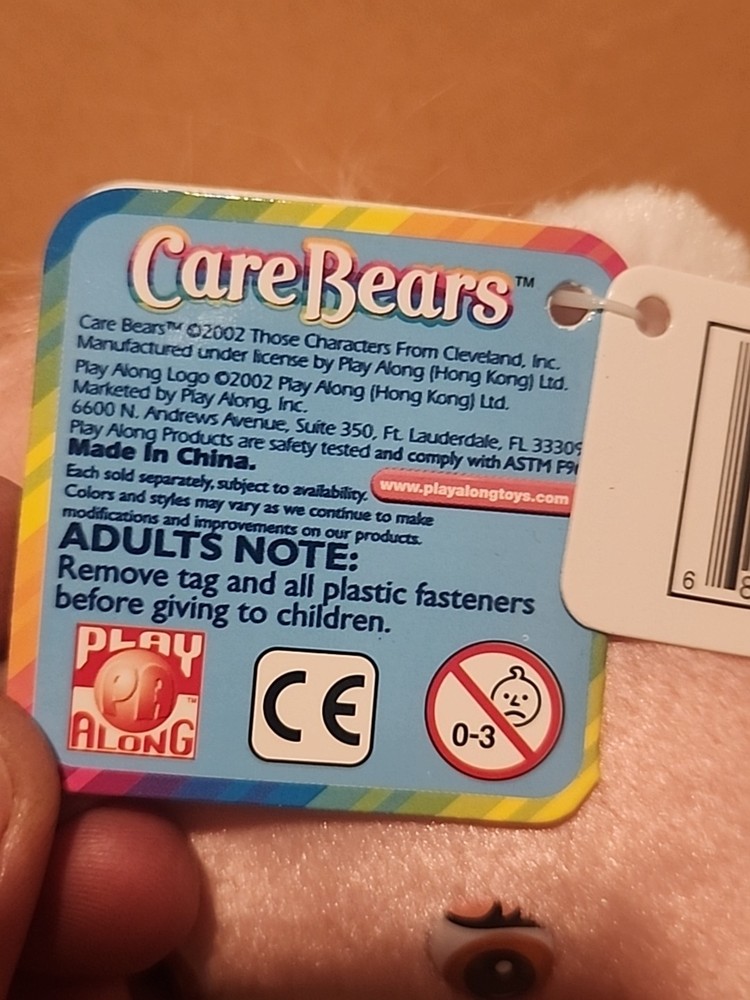 CareBears™
Care Bears™ ©2002 Those Characters From Cleveland, Inc.
Manufactured under license by Play Along (Hong Kong) Ltd.
Play Along Logo ©2002 Play Along (Hong Kong) Ltd.
Marketed by Play Along, Inc.
6600 N. Andrews Avenue, Suite 350, Ft. Lauderdale, FL 33309
Play Along Products are safety tested and comply with ASTM
Made In China.
Each sold separately, subject to availability.
www.playalongtoys.com
Colors and styles may vary as we continue to make
modifications and improvements on our products.
ADULTS NOTE:
Remove tag and all plastic fasteners
before giving to children.
PLAY
PA
ALONG™
CE
0-3
6